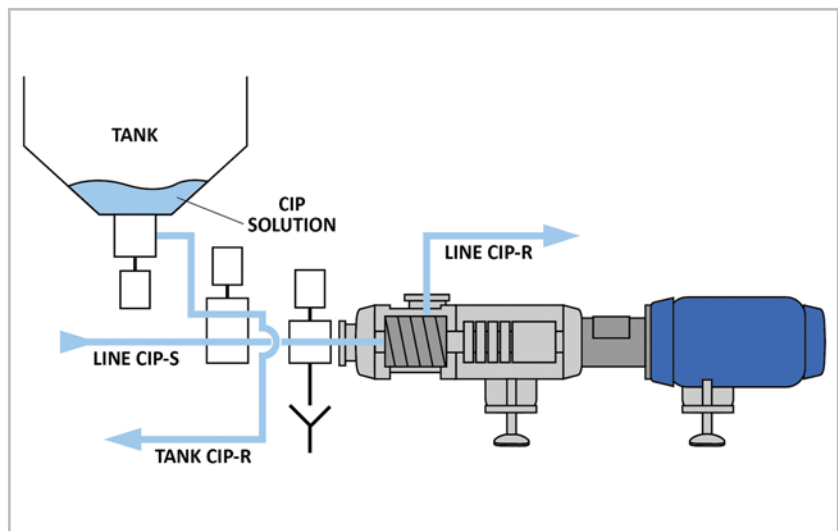 TANK
CIP
SOLUTION
LINE CIP-R
LINE CIP-S
TANK CIP-R